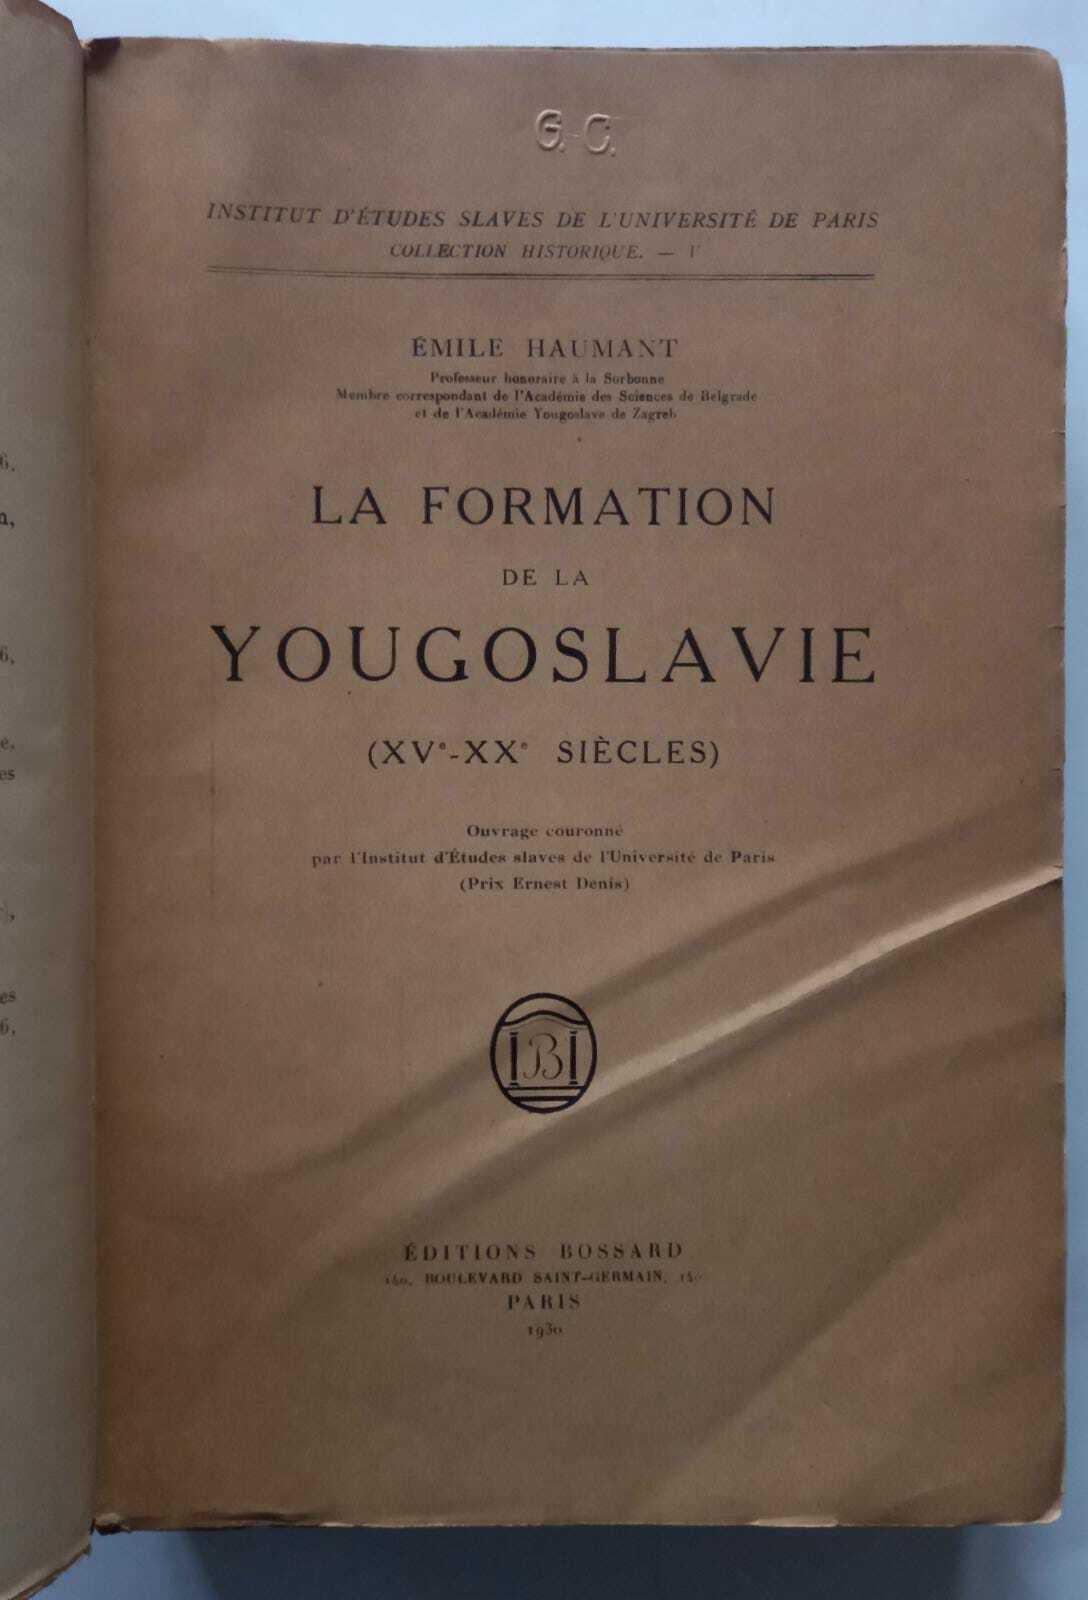 G. C.
INSTITUT D'ÉTUDES SLAVES DE L'UNIVERSITÉ DE PARIS
COLLECTION HISTORIQUE. — V
ÉMILE HAUMANT
Professeur honoraire à la Sorbonne
Membre correspondant de l'Académie des Sciences de Belgrade
et de l'Académie Yougoslave de Zagreb
LA FORMATION
DE LA
YOUGOSLAVIE
(XVᵉ-XXᵉ SIÈCLES)
Ouvrage couronné
par l'Institut d'Études slaves de l'Université de Paris
(Prix Ernest Denis)
B
ÉDITIONS BOSSARD
140, BOULEVARD SAINT-GERMAIN, 140
PARIS
1930